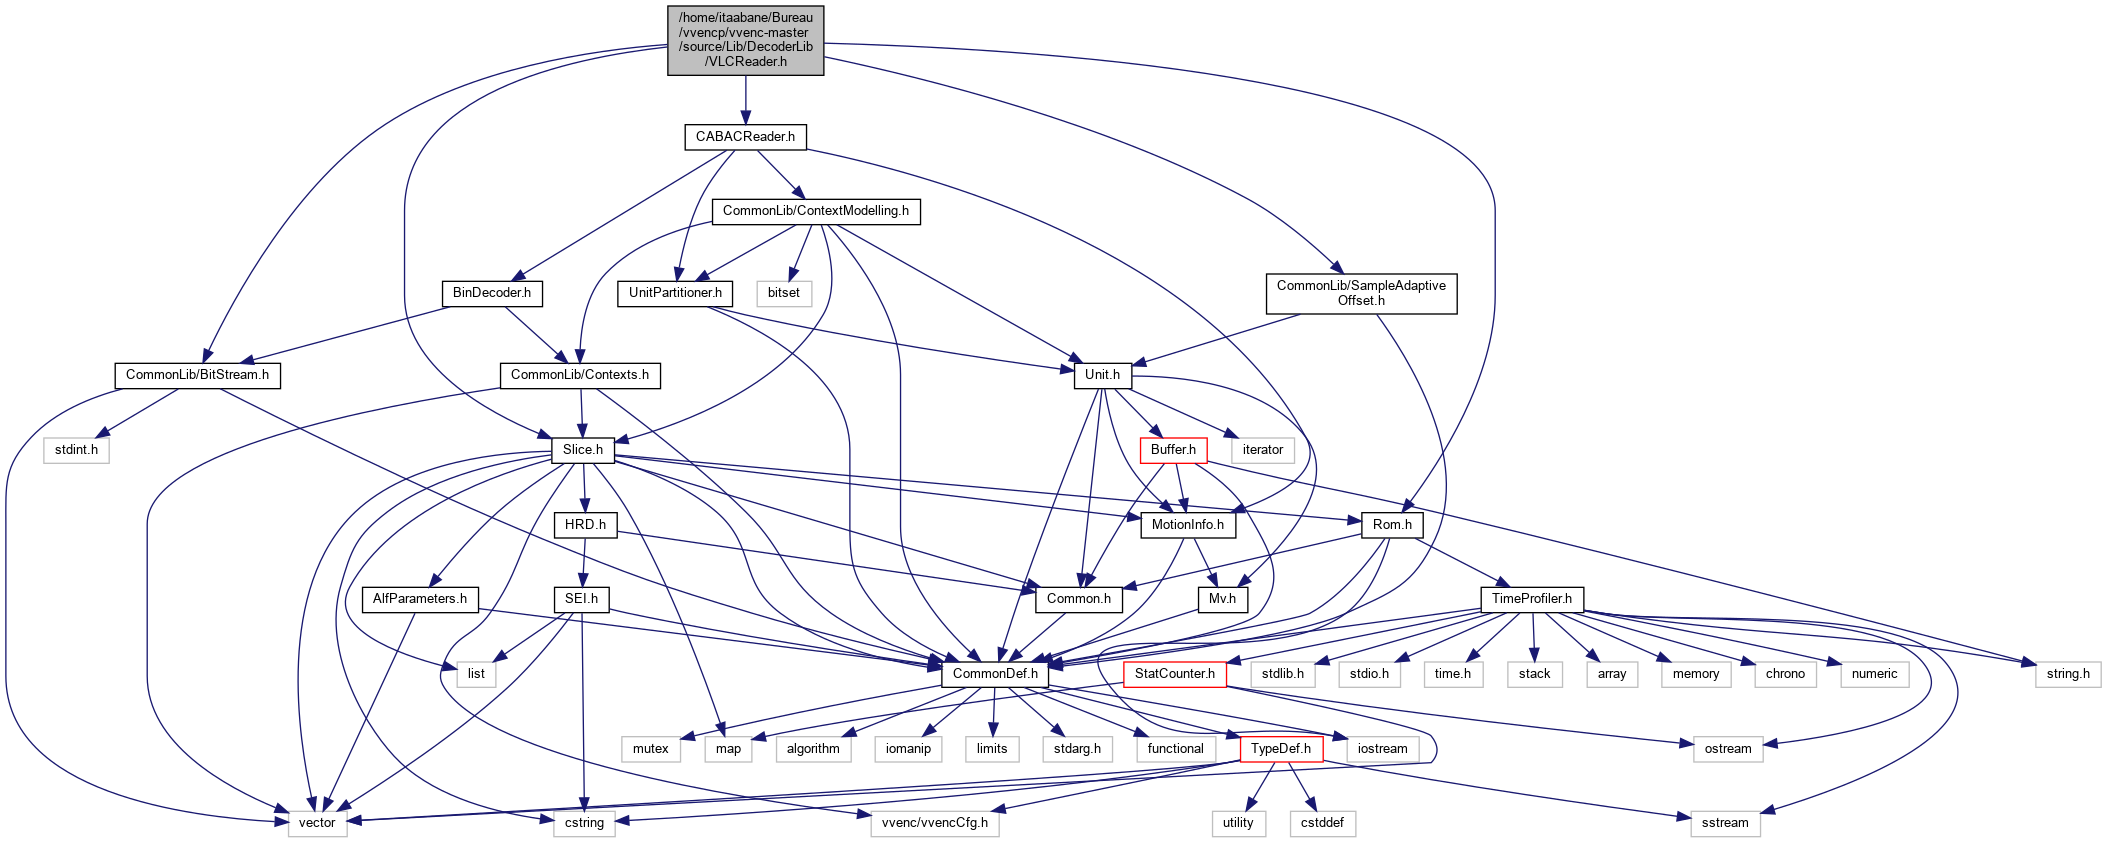 /home/itaabane/Bureau
/vvencp/vvenc-master
/source/Lib/DecoderLib
/VLCReader.h
CABACReader.h
CommonLib/ContextModelling.h
BinDecoder.h
UnitPartitioner.h
bitset
CommonLib/SampleAdaptive
Offset.h
CommonLib/BitStream.h
CommonLib/Contexts.h
Unit.h
stdint.h
Slice.h
Buffer.h
iterator
HRD.h
MotionInfo.h
Rom.h
AlfParameters.h
SEI.h
Common.h
Mv.h
TimeProfiler.h
list
CommonDef.h
StatCounter.h
stdlib.h
stdio.h
time.h
stack
array
memory
chrono
numeric
string.h
mutex
map
algorithm
iomanip
limits
stdarg.h
functional
TypeDef.h
iostream
ostream
vector
cstring
vvenc/vvencCfg.h
utility
cstddef
sstream